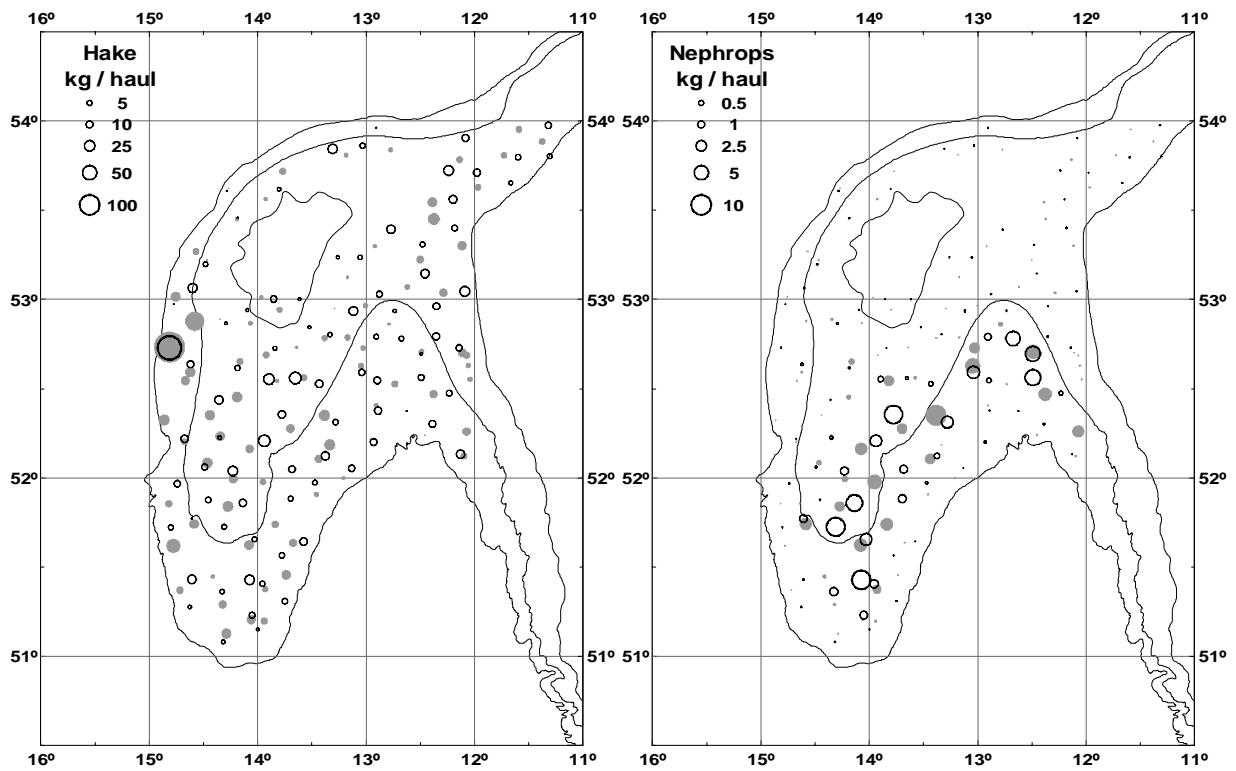 16º 15º 14º 13º 12º 11º 16º 15º 14º 13º 12º 11º
Hake
kg / haul
5
10
25
50
100
Nephrops
kg / haul
0.5
1
2.5
5
10
54º 54º
53º 53º
52º 52º
51º 51º
16º 15º 14º 13º 12º 11º 16º 15º 14º 13º 12º 11º